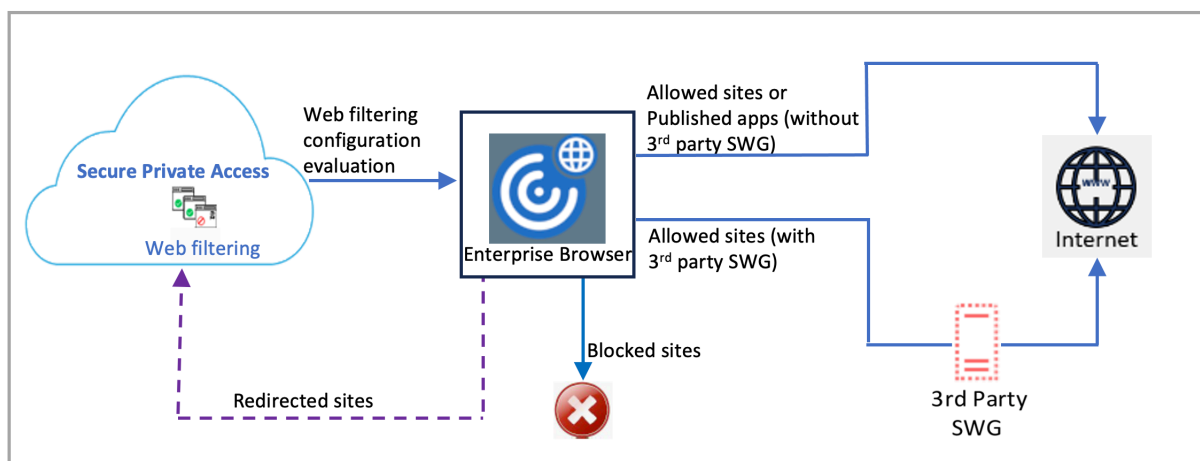 Secure Private Access
Web filtering
Web filtering
configuration
evaluation
Enterprise Browser
Allowed sites or
Published apps (without
3rd party SWG)
Allowed sites (with
3rd party SWG)
www
Internet
Blocked sites
Redirected sites
3rd Party
SWG